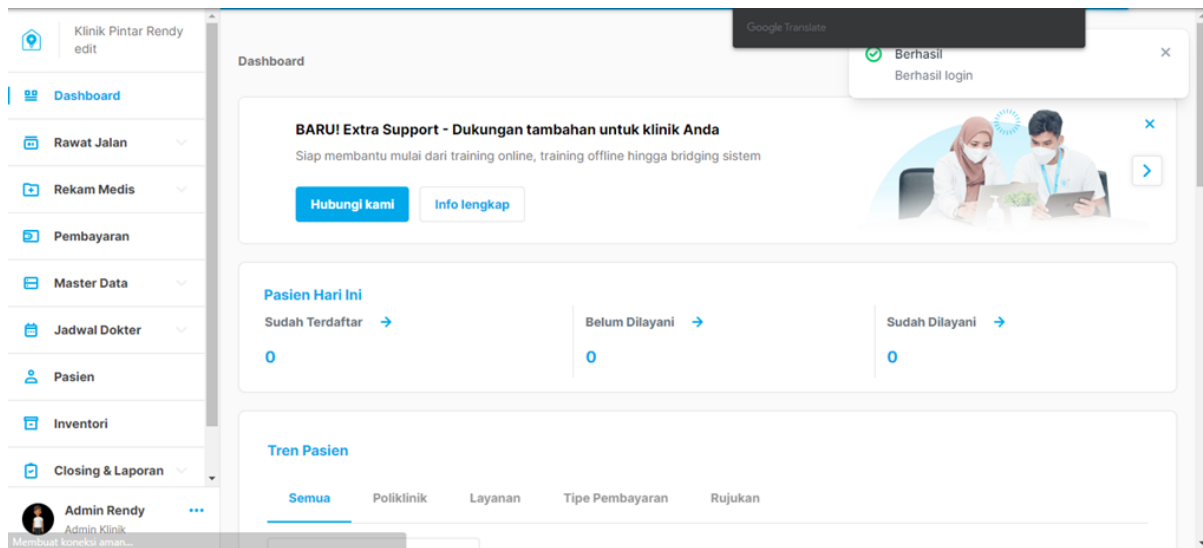 Klinik Pintar Rendy
edit
Dashboard
Rawat Jalan
Rekam Medis
Pembayaran
Master Data
Jadwal Dokter
Pasien
Inventori
Closing & Laporan
Admin Rendy
Admin Klinik
Membuat koneksi aman...
Google Translate
Berhasil
Berhasil login
Dashboard
BARU! Extra Support - Dukungan tambahan untuk klinik Anda
Siap membantu mulai dari training online, training offline hingga bridging sistem
Hubungi kami
Info lengkap
Pasien Hari Ini
Sudah Terdaftar
0
Belum Dilayani
0
Sudah Dilayani
0
Tren Pasien
Semua
Poliklinik
Layanan
Tipe Pembayaran
Rujukan